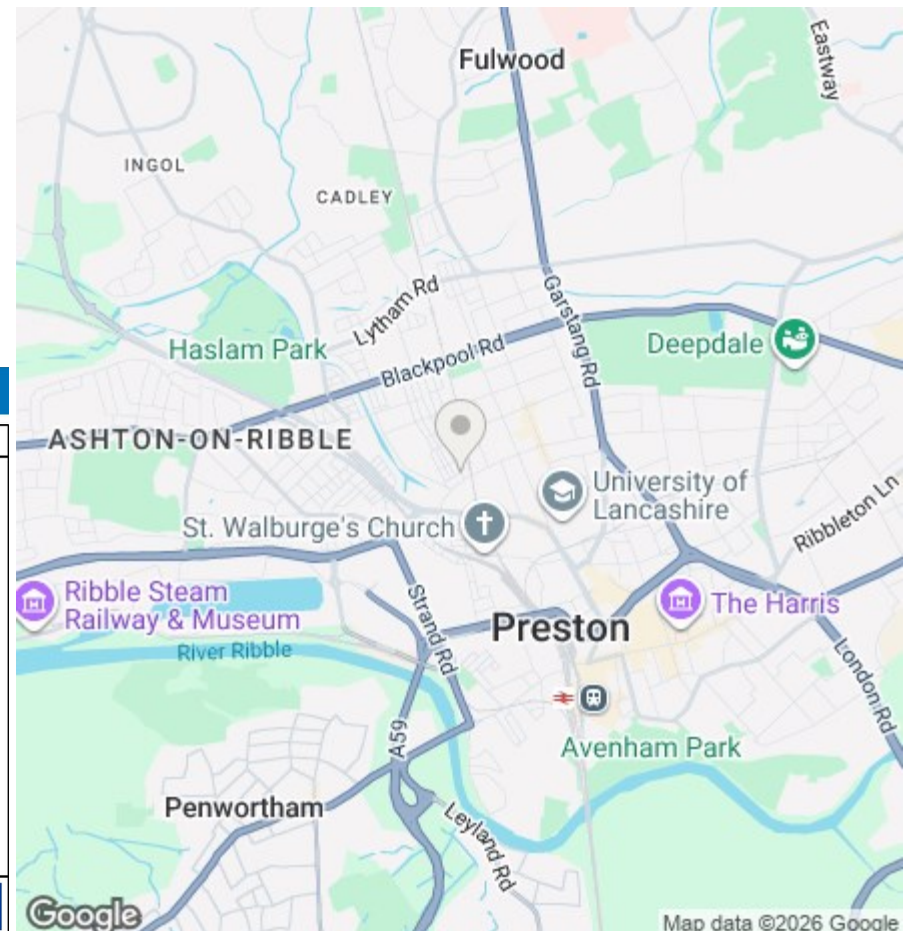 Fulwood
Eastway
INGOL
CADLEY
Lytham Rd
Garstang Rd
Haslam Park
Deepdale
Blackpool Rd
ASHTON-ON-RIBBLE
University of
Lancashire
St. Walburge's Church
Ribbleton Ln
Ribble Steam
Railway & Museum
Strand Rd
The Harris
Preston
River Ribble
London Rd
A59
Avenham Park
Penwortham
Leyland Rd
Google
Map data ©2026 Google